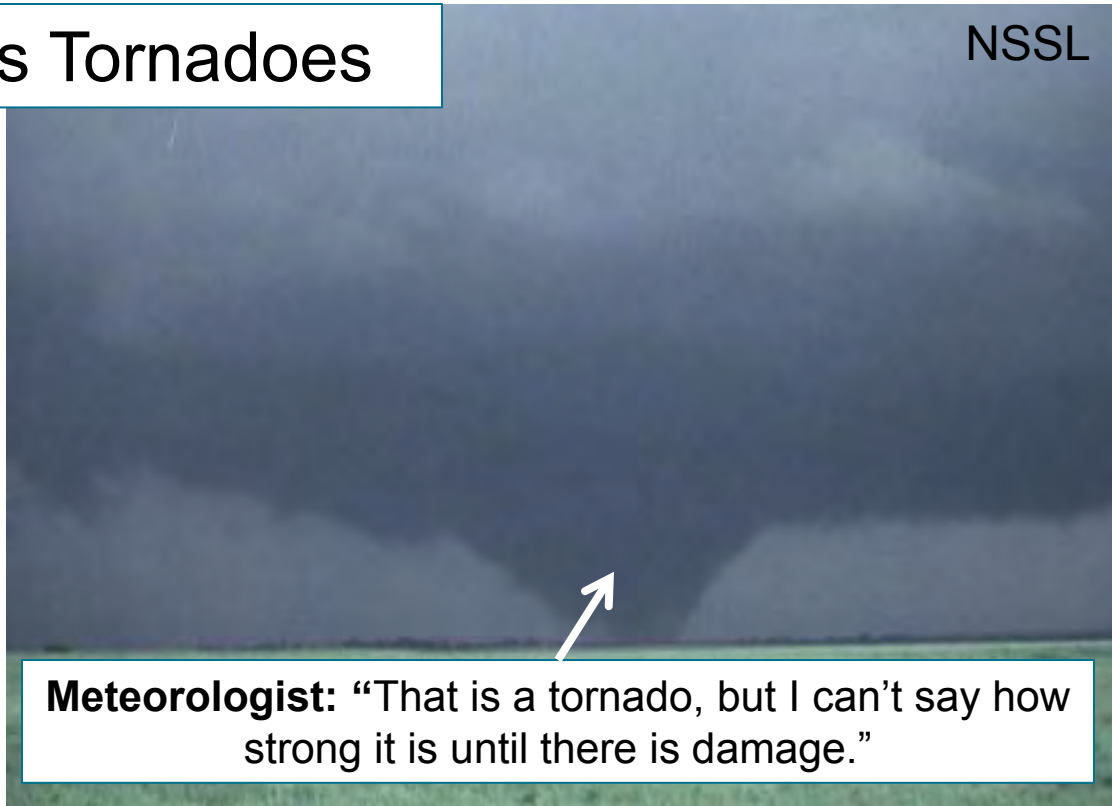 s Tornadoes
NSSL
Meteorologist: “That is a tornado, but I can’t say how
strong it is until there is damage.”